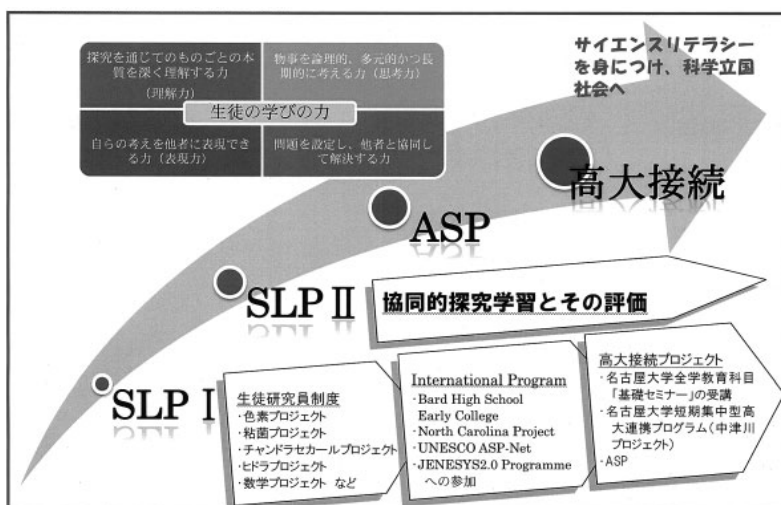 探究を通じてのものごとの本
質を深く理解する力
(理解力)
物事を論理的、多元的かつ長
期的に考える力（思考力）
生徒の学びの力
自らの考えを他者に表現でき
る力（表現力）
問題を設定し、他者と協同し
て解決する力
サイエンスリテラシー
を身につけ、科学立国
社会へ
高大接続
ASP
SLP Ⅱ
SLP Ⅰ
協同的探究学習とその評価
生徒研究員制度
・色素プロジェクト
・粘菌プロジェクト
・チャンドラセカールプロジェクト
・ヒドラプロジェクト
・数学プロジェクト など
International Program
・Bard High School
Early College
・North Carolina Project
・UNESCO ASP-Net
・JENESYS2.0 Programme
への参加
高大接続プロジェクト
・名古屋大学全学教育科目
「基礎セミナー」の受講
・名古屋大学短期集中型高
大連携プログラム（中津川
プロジェクト）
・ASP